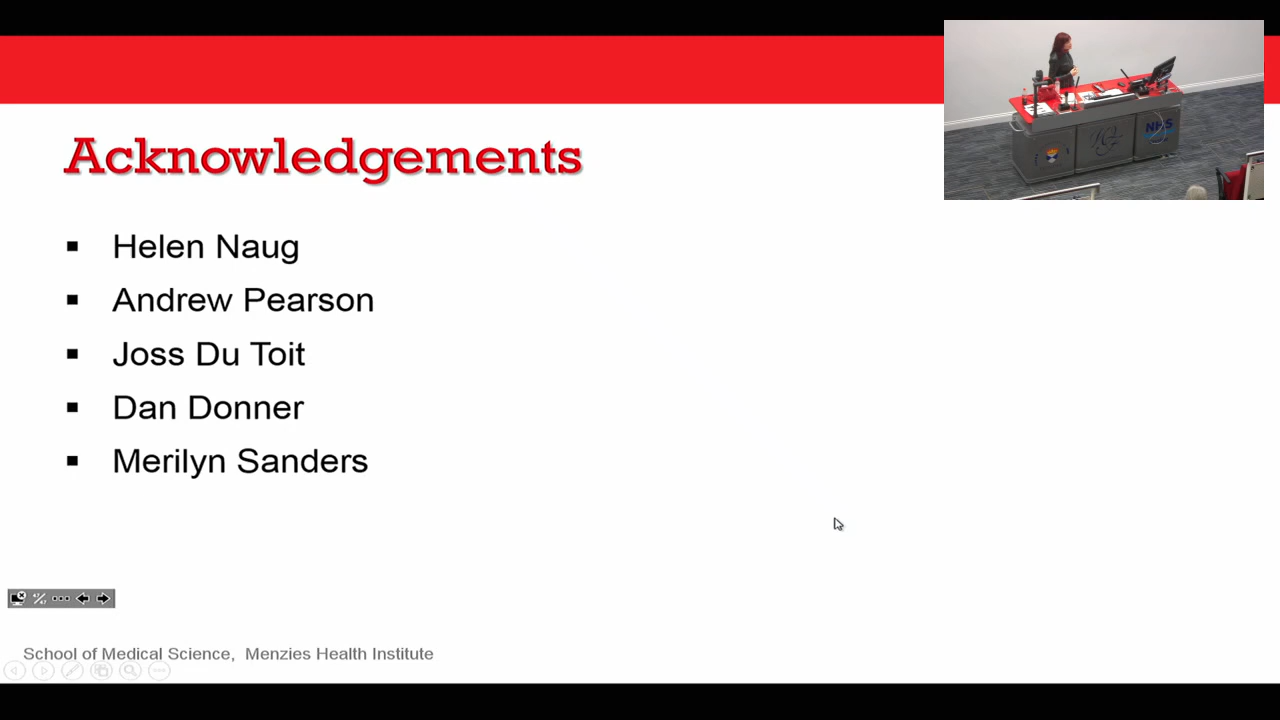 Acknowledgements
NHS
▪ Helen Naug
▪ Andrew Pearson
▪ Joss Du Toit
▪ Dan Donner
▪ Merilyn Sanders
School of Medical Science, Menzies Health Institute